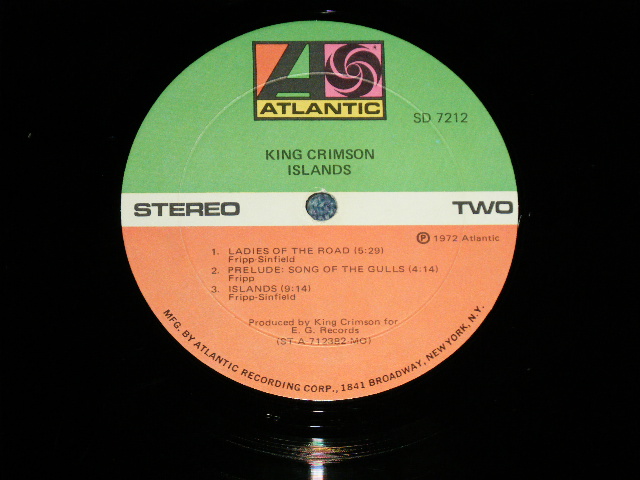 ATLANTIC
SD 7212
KING CRIMSON
ISLANDS
STEREO TWO
℗ 1972 Atlantic
1. LADIES OF THE ROAD (5:29)
Fripp Sinfield
2. PRELUDE: SONG OF THE GULLS (4:14)
Fripp
3. ISLANDS (9:14)
Fripp-Sinfield
Produced by King Crimson for
E. G. Records
(ST-A 712382 MO)
MFG. BY ATLANTIC RECORDING CORP., 1841 BROADWAY, NEW YORK, N.Y.